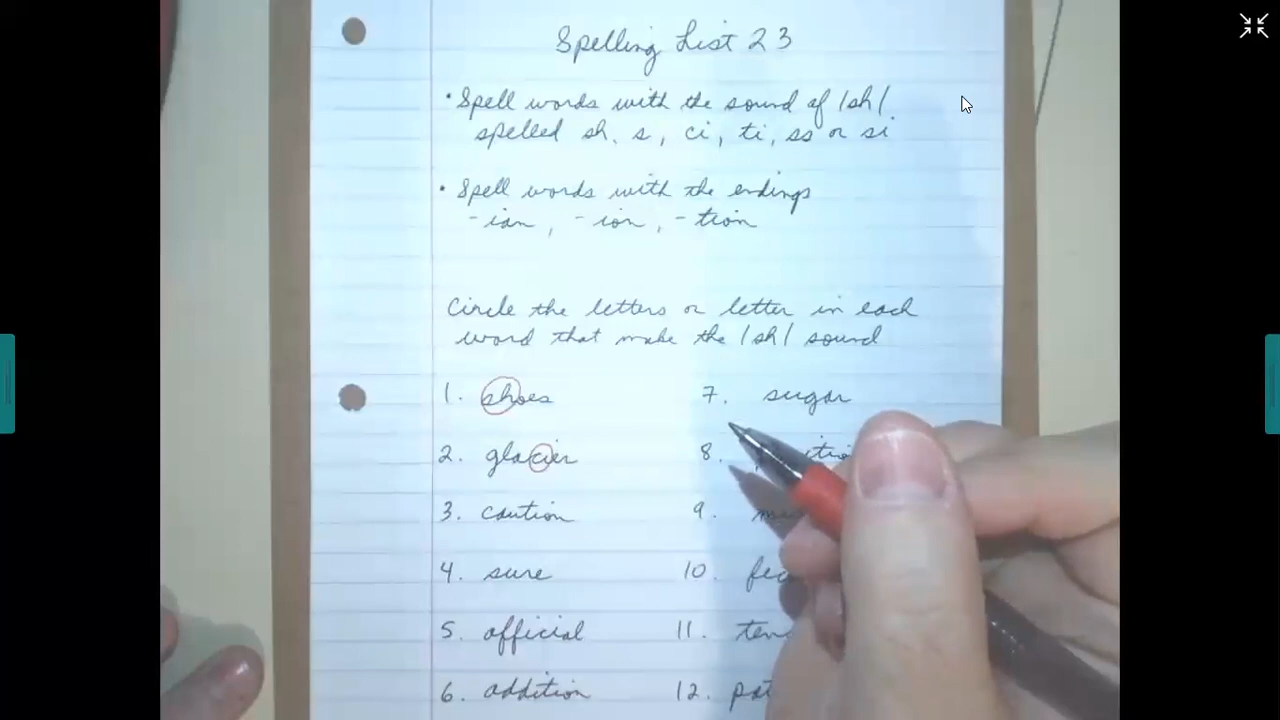 Spelling List 23
• Spell words with the sound of /sh/
spelled sh, s, ci, ti, ss or si
• Spell words with the endings
-ian, -ion, -tion
Circle the letters or letter in each
word that make the /sh/ sound
1. shoes
2. glacier
3. caution
4. sure
5. official
6. addition
7. sugar
8.
9.
10.
11.
12.